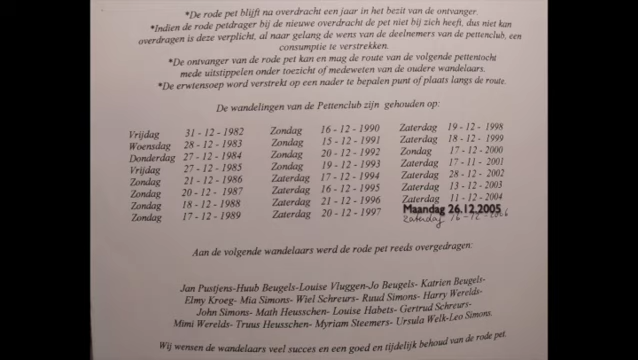 *De rode pet blijft na overdracht een jaar in het bezit van de ontvanger.
*Indien de rode petdrager bij de nieuwe overdracht de pet niet bij zich heeft, dus niet kan
overdragen is deze verplicht, al naar gelang de wens van de deelnemers van de pettenclub, een
consumptie te verstrekken.
*De ontvanger van de rode pet kan en mag de route van de volgende pettentocht
mede uitstippelen onder toezicht of medeweten van de oudere wandelaars.
*De erwtensoep word verstrekt op een nader te bepalen punt of plaats langs de route.
De wandelingen van de Pettenclub zijn gehouden op:
Vrijdag 31 - 12 - 1982 Zondag 16 - 12 - 1990 Zaterdag 19 - 12 - 1998
Woensdag 28 - 12 - 1983 Zondag 15 - 12 - 1991 Zaterdag 18 - 12 - 1999
Donderdag 27 - 12 - 1984 Zondag 20 - 12 - 1992 Zondag 17 - 12 - 2000
Vrijdag 27 - 12 - 1985 Zondag 19 - 12 - 1993 Zaterdag 17 - 11 - 2001
Zondag 21 - 12 - 1986 Zaterdag 17 - 12 - 1994 Zaterdag 28 - 12 - 2002
Zondag 20 - 12 - 1987 Zaterdag 16 - 12 - 1995 Zaterdag 13 - 12 - 2003
Zondag 18 - 12 - 1988 Zaterdag 21 - 12 - 1996 Zaterdag 11 - 12 - 2004
Zondag 17 - 12 - 1989 Zaterdag 20 - 12 - 1997 Maandag 26.12.2005
Zaterdag 16 - 12 - 2006
Aan de volgende wandelaars werd de rode pet reeds overgedragen:
Jan Pustjens-Huub Beugels-Louise Vluggen-Jo Beugels- Katrien Beugels-
Elmy Kroeg- Mia Simons- Wiel Schreurs- Ruud Simons- Harry Werelds-
John Simons- Math Heusschen- Louise Habets- Gertrud Schreurs-
Mimi Werelds- Truus Heusschen- Myriam Steemers- Ursula Welk-Leo Simons.
Wij wensen de wandelaars veel succes en een goed en tijdelijk behoud van de rode pet.